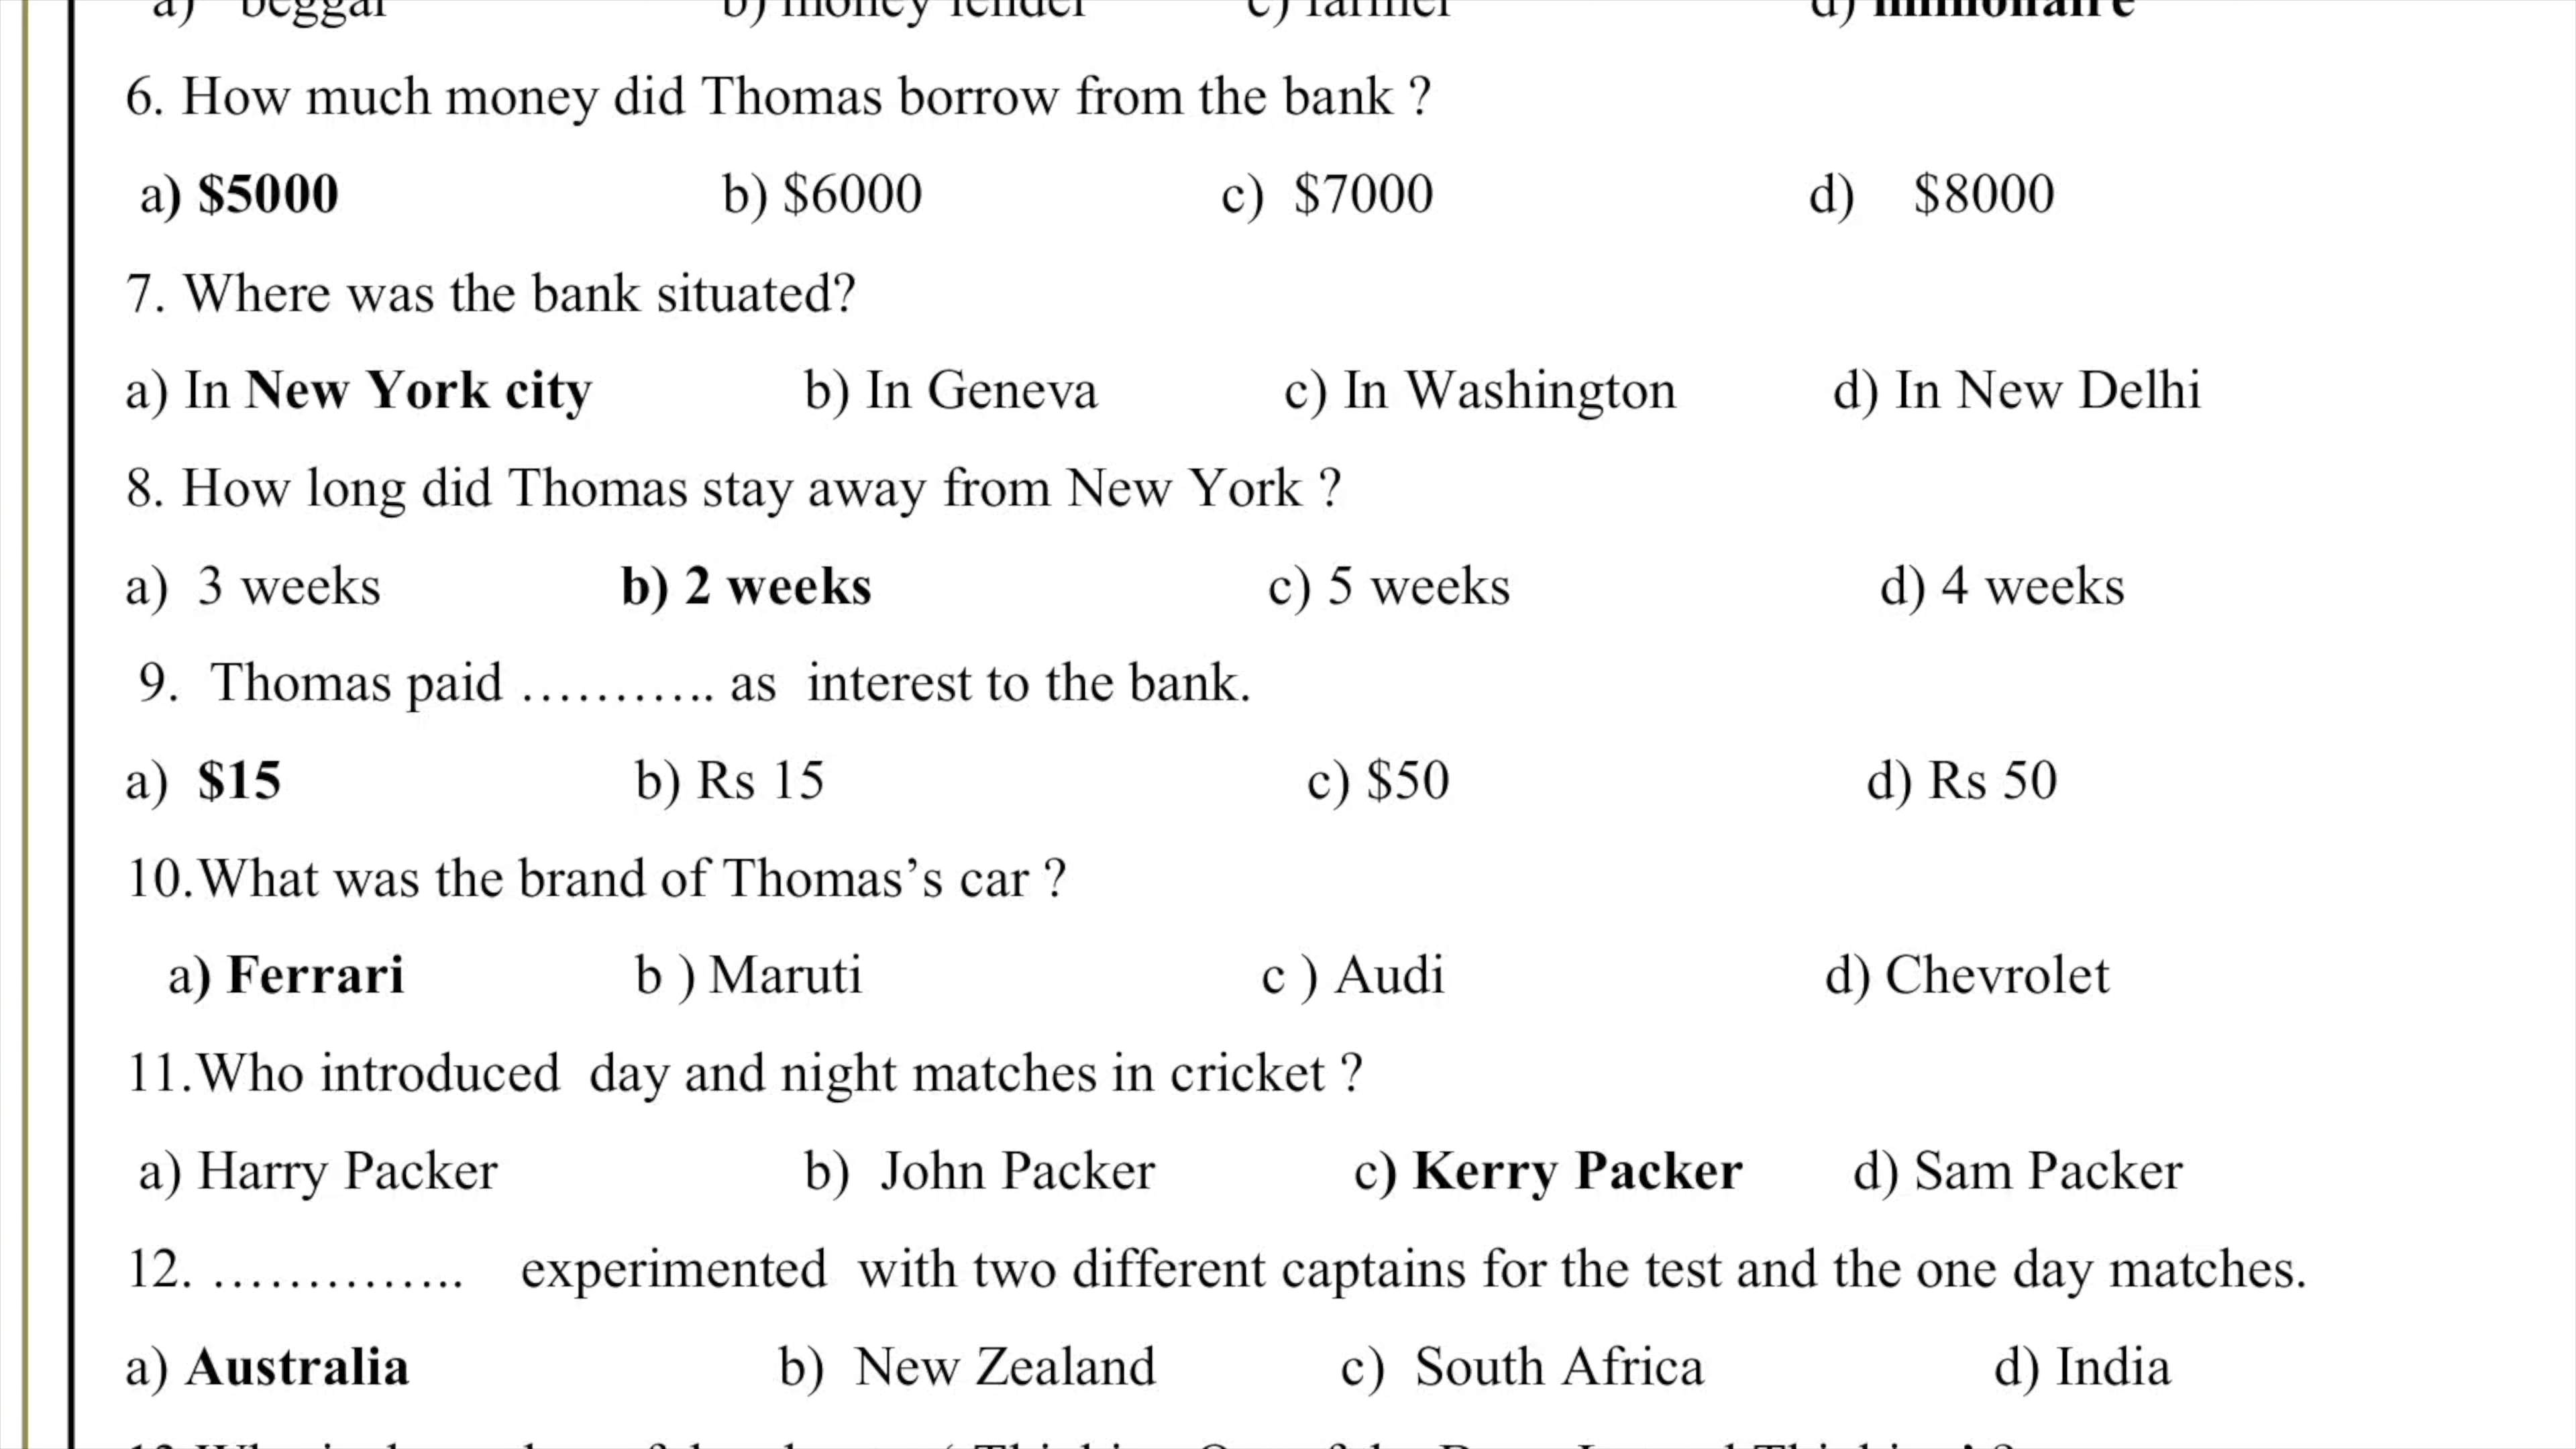 a) beggar b) money lender c) farmer d) millionaire
6. How much money did Thomas borrow from the bank ?
a) $5000 b) $6000 c) $7000 d) $8000
7. Where was the bank situated?
a) In New York city b) In Geneva c) In Washington d) In New Delhi
8. How long did Thomas stay away from New York ?
a) 3 weeks b) 2 weeks c) 5 weeks d) 4 weeks
9. Thomas paid ……….. as interest to the bank.
a) $15 b) Rs 15 c) $50 d) Rs 50
10.What was the brand of Thomas’s car ?
a) Ferrari b ) Maruti c ) Audi d) Chevrolet
11.Who introduced day and night matches in cricket ?
a) Harry Packer b) John Packer c) Kerry Packer d) Sam Packer
12. ………….. experimented with two different captains for the test and the one day matches.
a) Australia b) New Zealand c) South Africa d) India